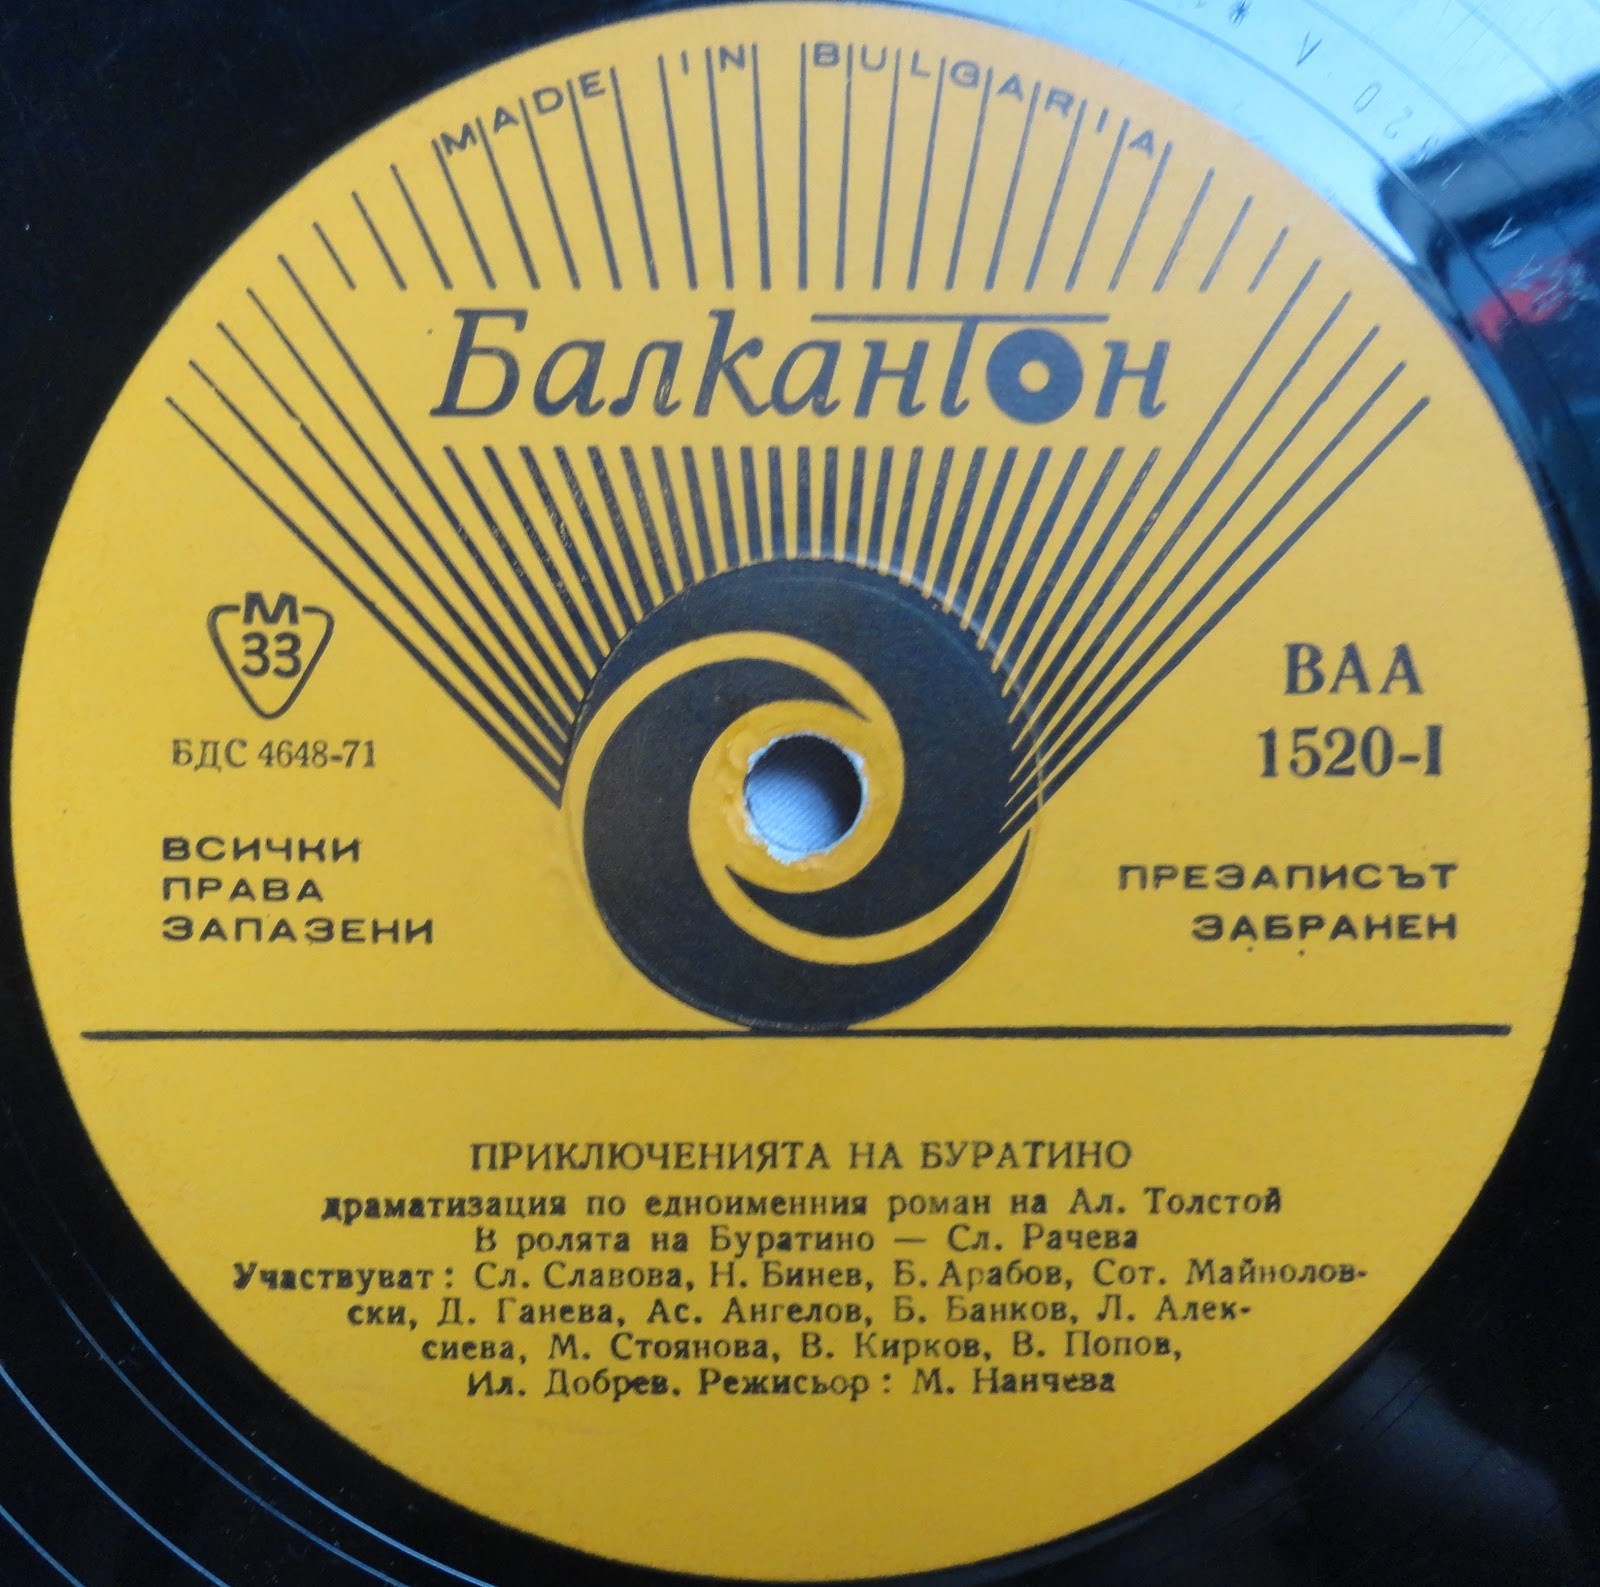 MADE IN BULGARIA
Балкантон
М
33
БДС 4648-71
ВАА
1520-I
ВСИЧКИ
ПРАВА
ЗАПАЗЕНИ
ПРЕЗАПИСЪТ
ЗАБРАНЕН
ПРИКЛЮЧЕНИЯТА НА БУРАТИНО
драматизация по едноименния роман на Ал. Толстой
В ролята на Буратино — Сл. Рачева
Участвуват: Сл. Славова, Н. Бинев, Б. Арабов, Сот. Майноловски-
ски, Д. Ганева, Ас. Ангелов, Б. Банков, Л. Алек-
сиева, М. Стоянова, В. Кирков, В. Попов,
Ил. Добрев. Режисьор: М. Нанчева